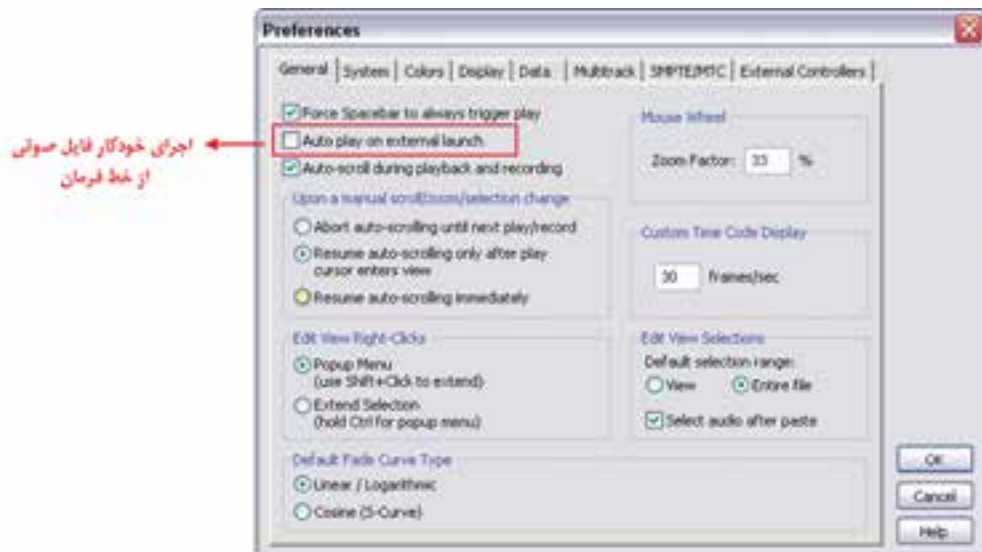 Preferences
General
System
Colors
Display
Data
Multitrack
SMPTE/MTC
External Controllers
Force Spacebar to always trigger play
Auto play on external launch
Auto-scroll during playback and recording
Upon a manual scroll/zoom/selection change
Abort auto-scrolling until next play/record
Resume auto-scrolling only after play
cursor enters view
Resume auto-scrolling immediately
Edit View Right-Clicks
Popup Menu
(use Shift+Click to extend)
Extend Selection
(hold Ctrl for popup menu)
Default Fade Curve Type
Linear / Logarithmic
Cosine (S-Curve)
Mouse Wheel
Zoom Factor: 33 %
Custom Time Code Display
30 frames/sec
Edit View Selections
Default selection range:
View
Entire file
Select audio after paste
OK
Cancel
Help
اجرای خودکار فایل صوتی
از خط فرمان